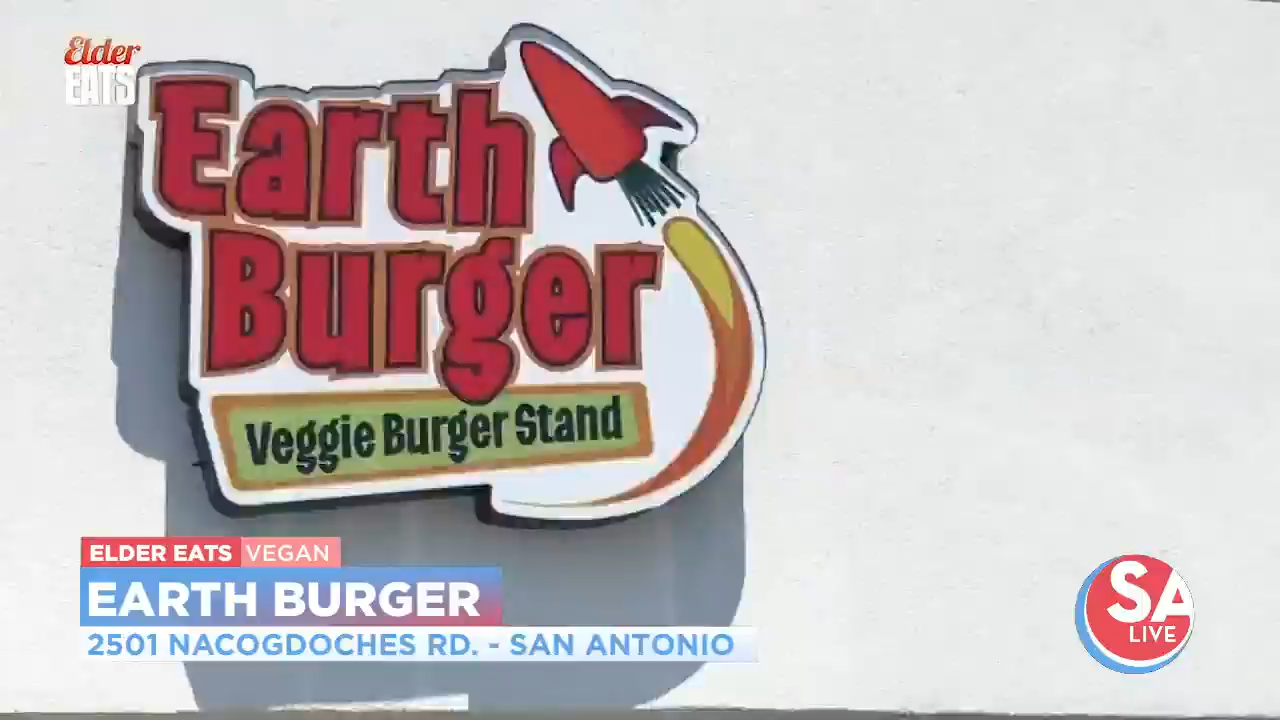 Elder
EATS
Earth
Burger
Veggie Burger Stand
ELDER EATS VEGAN
EARTH BURGER
2501 NACOGDOCHES RD. - SAN ANTONIO
SA
LIVE